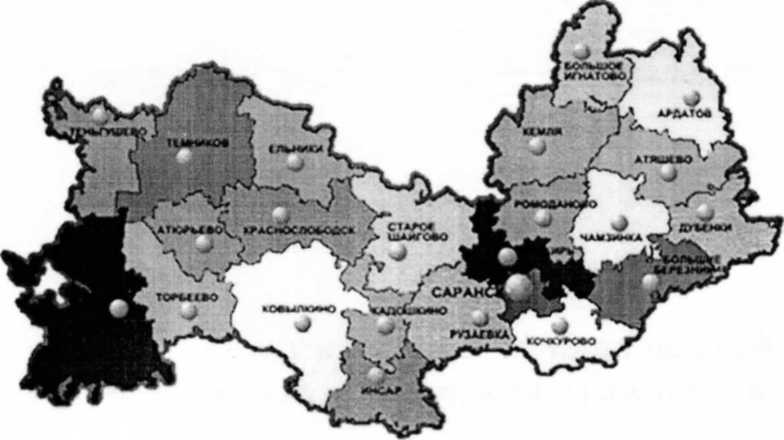 БОЛЬШОЕ
ИГНАТОВО
АРДАТОВ
ТЕНЬГУШЕВО
ТЕМНИКОВ
ЕЛЬНИКИ
КЕМЛЯ
АТЯШЕВО
АТЮРЬЕВО
КРАСНОСЛОБОДСК
СТАРОЕ
ШАЙГОВО
РОМОДАНОВО
ЧАМЗИНКА
ДУБЕНКИ
БОЛЬШИЕ
БЕРЕЗНИКИ
ТОРБЕЕВО
КОВЫЛКИНО
КАДОШКИНО
САРАНСК
РУЗАЕВКА
КОЧКУРОВО
ИНСАР